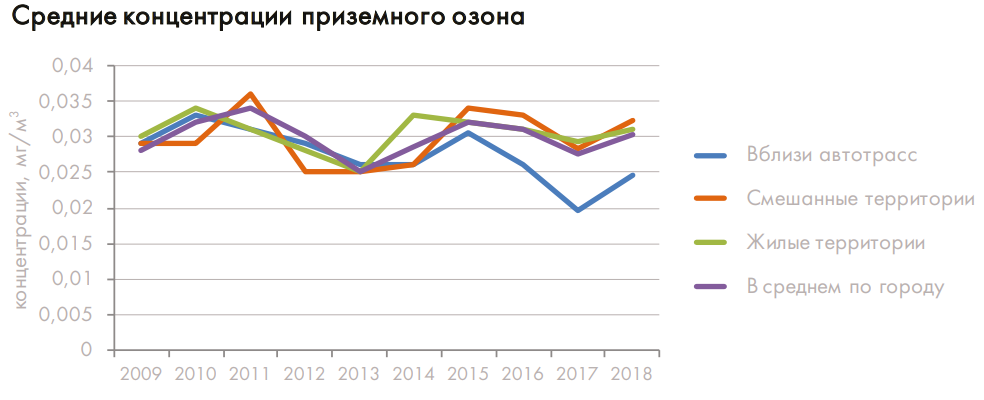 Средние концентрации приземного озона
концентрации, мг/м³
0,04
0,035
0,03
0,025
0,02
0,015
0,01
0,005
0
2009 2010 2011 2012 2013 2014 2015 2016 2017 2018
Вблизи автотрасс
Смешанные территории
Жилые территории
В среднем по городу